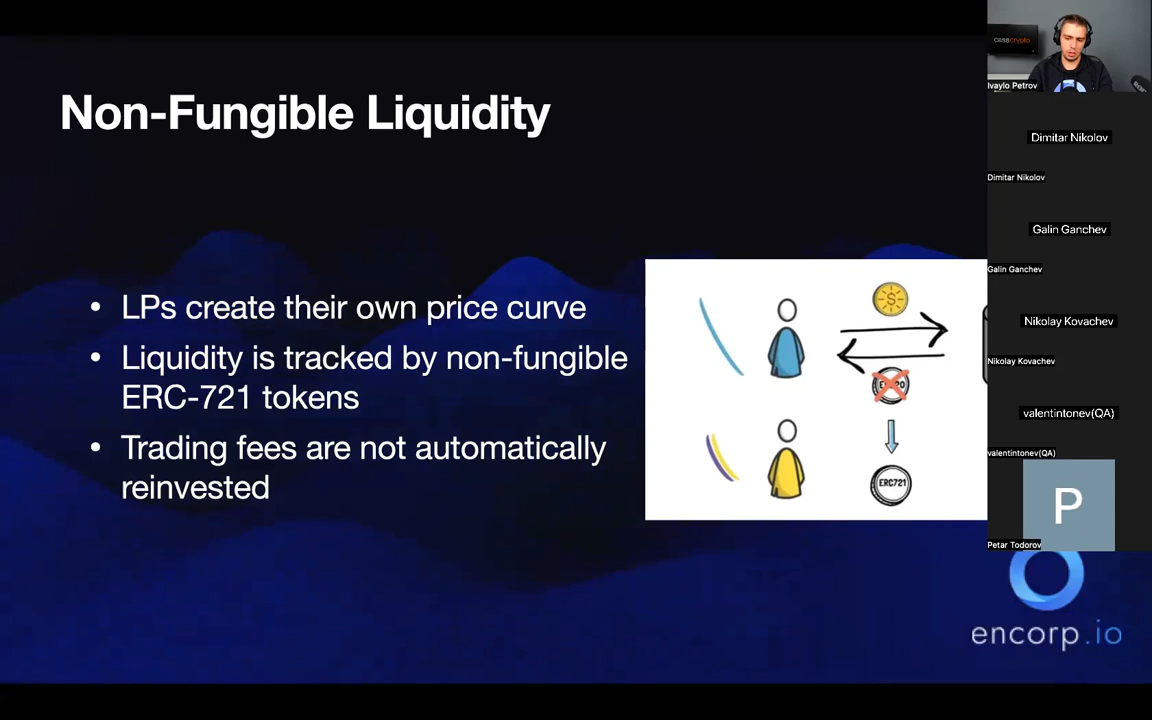 Non-Fungible Liquidity
• LPs create their own price curve
• Liquidity is tracked by non-fungible
ERC-721 tokens
• Trading fees are not automatically
reinvested
$
ERC721
encorp.io
Ivaylo Petrov
Dimitar Nikolov
Dimitar Nikolov
Galin Ganchev
Galin Ganchev
Nikolay Kovachev
Nikolay Kovachev
valentintonev(QA)
valentintonev(QA)
P
Petar Todorov